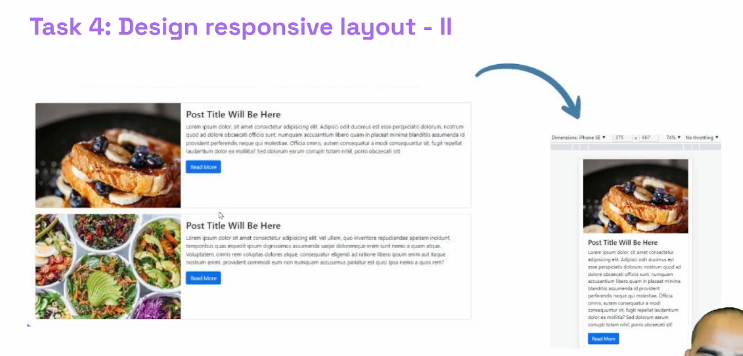 Task 4: Design responsive layout - II
Post Title Will Be Here
Lorem ipsum dolor, sit amet consectetur adipisicing elit. Adipisci odit ducimus est esse perspiciatis dolorum, nostrum
quod ad dolore obcaecati officia sunt, numquam accusantium libero quam in placeat minima blanditiis assumenda id
provident perferendis neque qui molestiae. Officia omnis, autem consequatur a modi consequuntur sit, fugit repellat
laudantium dolor ea mollitia? Sed dolorum earum corrupti totam nihil, porro obcaecati sit!
Read More
Post Title Will Be Here
Lorem ipsum dolor sit amet consectetur adipisicing elit. Vel ullam, quo inventore repudiandae aperiam incidunt,
temporibus quas impedit ipsum dignissimos assumenda saepe doloremque enim sunt nemo a quam atque.
Voluptatem, omnis rem voluptas dolores atque, consequatur eligendi ad ratione libero ipsum enim aut itaque
nostrum animi, provident commodi eum non numquam accusamus pariatur est quis! Ipsa nemo a quos rem?
Read More
Dimensions: iPhone SE 375 x 667 74% No throttling
Post Title Will Be Here
Lorem ipsum dolor, sit amet consectetur
adipisicing elit. Adipisci odit ducimus est
esse perspiciatis dolorum, nostrum quod ad
dolore obcaecati officia sunt, numquam
accusantium libero quam in placeat minima
blanditiis assumenda id provident
perferendis neque qui molestiae. Officia
omnis, autem consequatur a modi
consequuntur sit, fugit repellat laudantium
dolor ea mollitia? Sed dolorum earum
corrupti totam nihil, porro obcaecati sit!
Read More